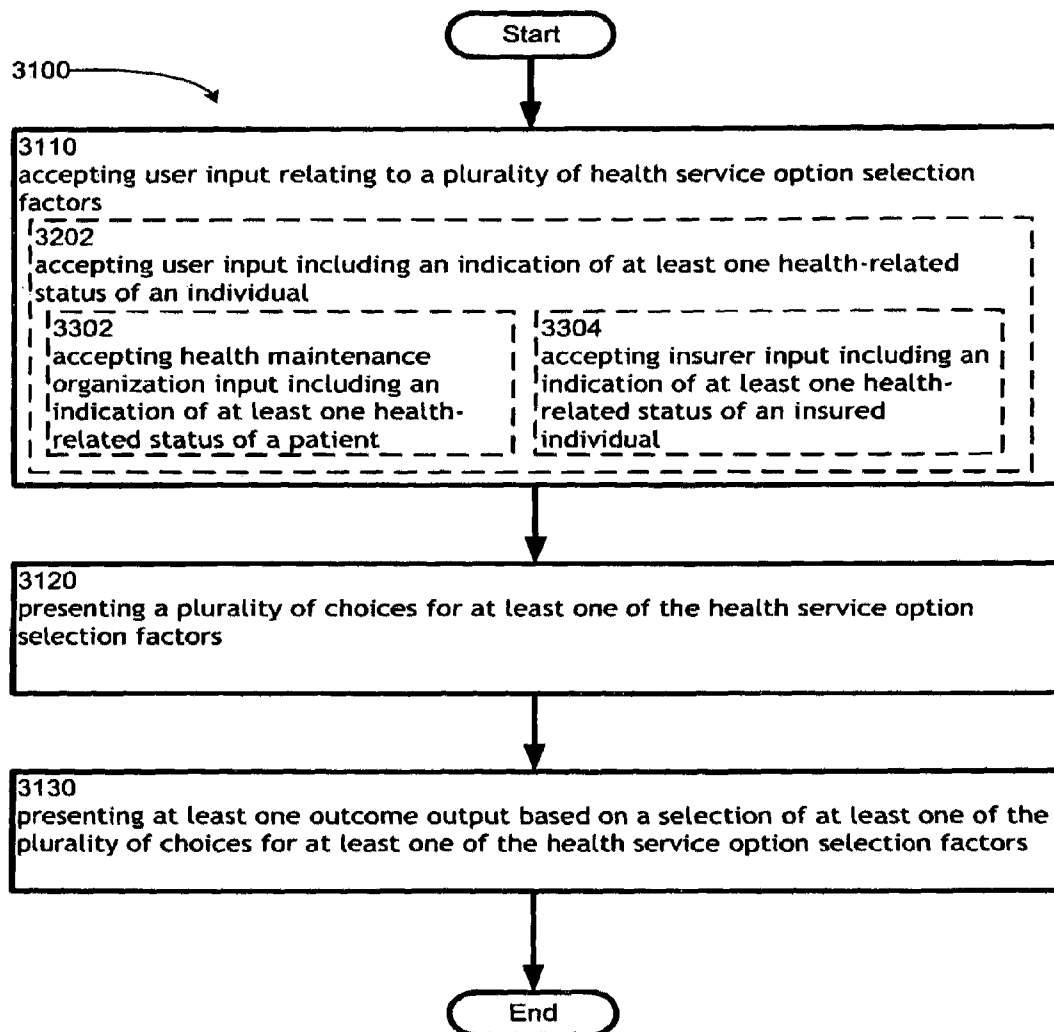 Start
3100
3110
accepting user input relating to a plurality of health service option selection
factors
3202
accepting user input including an indication of at least one health-related
status of an individual
3302
accepting health maintenance
organization input including an
indication of at least one health-
related status of a patient
3304
accepting insurer input including an
indication of at least one health-
related status of an insured
individual
3120
presenting a plurality of choices for at least one of the health service option
selection factors
3130
presenting at least one outcome output based on a selection of at least one of the
plurality of choices for at least one of the health service option selection factors
End